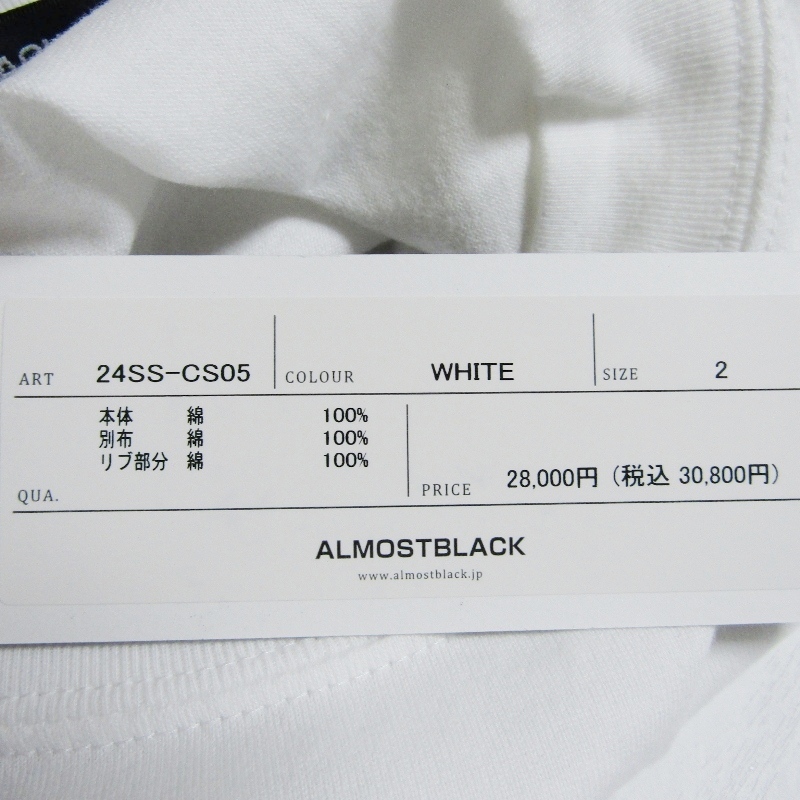 ART 24SS-CS05 COLOUR WHITE SIZE 2
本体 綿 100%
別布 綿 100%
リブ部分 綿 100%
QUA. PRICE 28,000円 (税込 30,800円)
ALMOSTBLACK
www.almostblack.jp